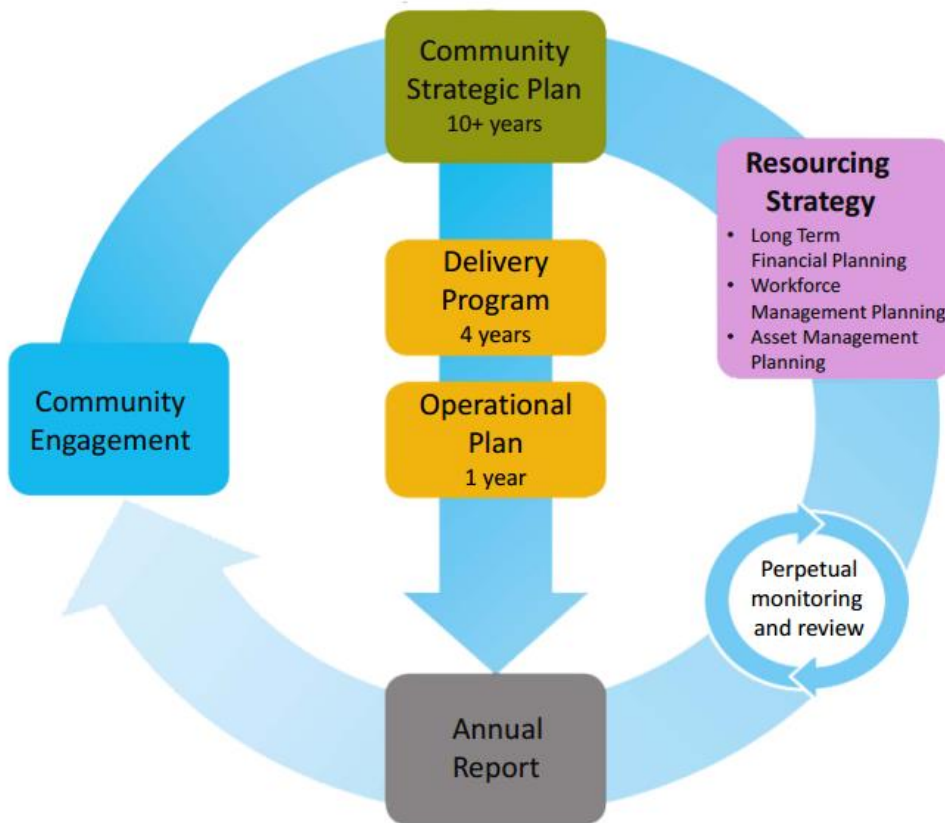 Community
Strategic Plan
10+ years
Resourcing
Strategy
• Long Term
Financial Planning
• Workforce
Management Planning
• Asset Management
Planning
Delivery
Program
4 years
Community
Engagement
Operational
Plan
1 year
Perpetual
monitoring
and review
Annual
Report